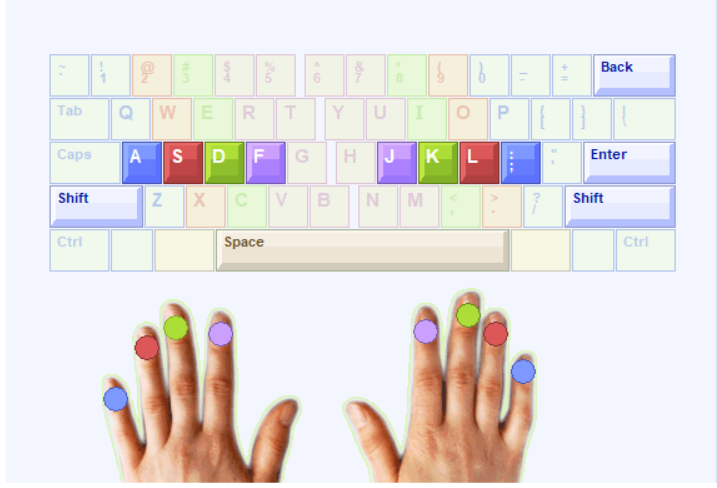 ~ ` ! 1 @ 2 # 3 $ 4 % 5 ^ 6 & 7 * 8 ( 9 ) 0 _ - + = Back
Tab Q W E R T Y U I O P { [ } ] | \
Caps A S D F G H J K L : ; " ' Enter
Shift Z X C V B N M < , > . ? / Shift
Ctrl Space Ctrl